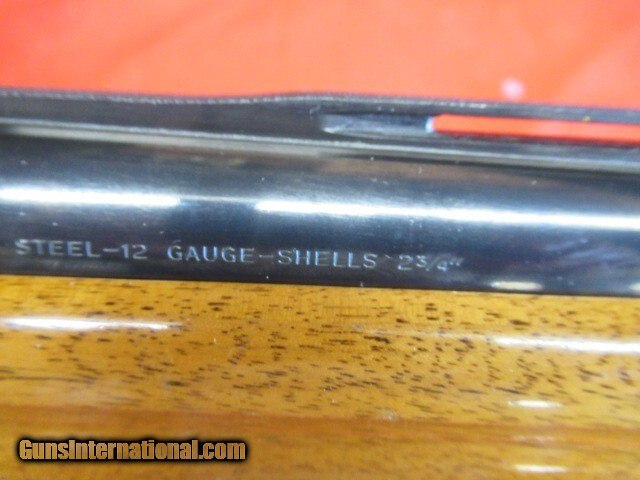 STEEL-12 GAUGE-SHELLS 2¾"
GunsInternational.com